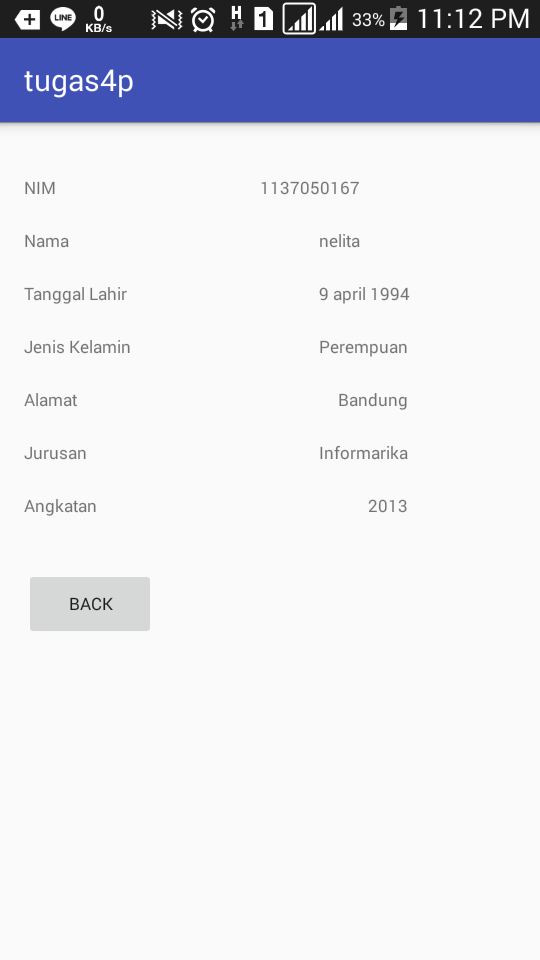 LINE 0 KB/s H 1 33% 11:12 PM
tugas4p
NIM 1137050167
Nama nelita
Tanggal Lahir 9 april 1994
Jenis Kelamin Perempuan
Alamat Bandung
Jurusan Informarika
Angkatan 2013
BACK